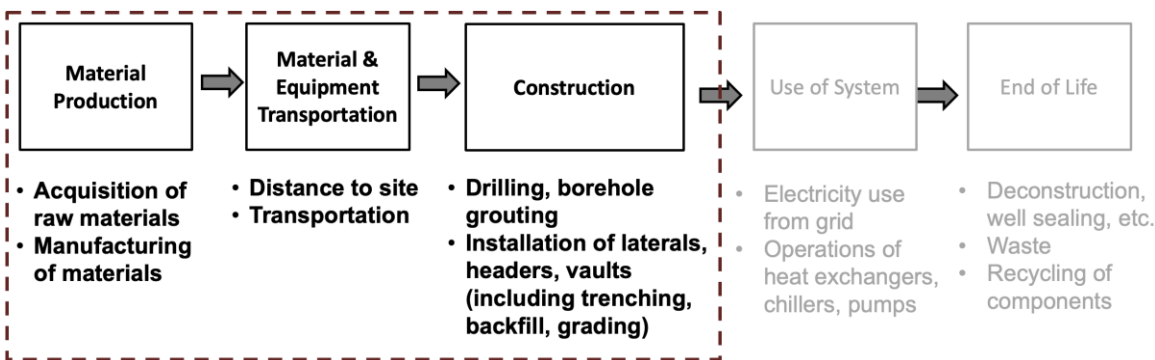 Material
Production
Material &
Equipment
Transportation
Construction
Use of System
End of Life
• Acquisition of
raw materials
• Manufacturing
of materials
• Distance to site
• Transportation
• Drilling, borehole
grouting
• Installation of laterals,
headers, vaults
(including trenching,
backfill, grading)
• Electricity use
from grid
• Operations of
heat exchangers,
chillers, pumps
• Deconstruction,
well sealing, etc.
• Waste
• Recycling of
components